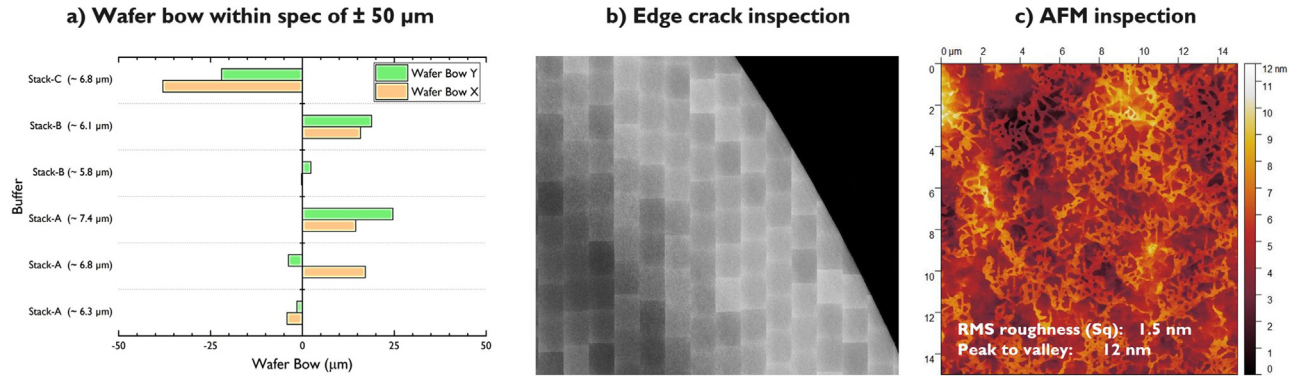 a) Wafer bow within spec of ± 50 µm
Stack-C (~ 6.8 µm)
Stack-B (~ 6.1 µm)
Stack-B (~ 5.8 µm)
Stack-A (~ 7.4 µm)
Stack-A (~ 6.8 µm)
Stack-A (~ 6.3 µm)
Buffer
Wafer Bow Y
Wafer Bow X
-50 -25 0 25 50
Wafer Bow (µm)
b) Edge crack inspection
c) AFM inspection
0 µm 2 4 6 8 10 12 14
0
2
4
6
8
10
12
14
RMS roughness (Sq): 1.5 nm
Peak to valley: 12 nm
12 nm
11
10
9
8
7
6
5
4
3
2
1
0